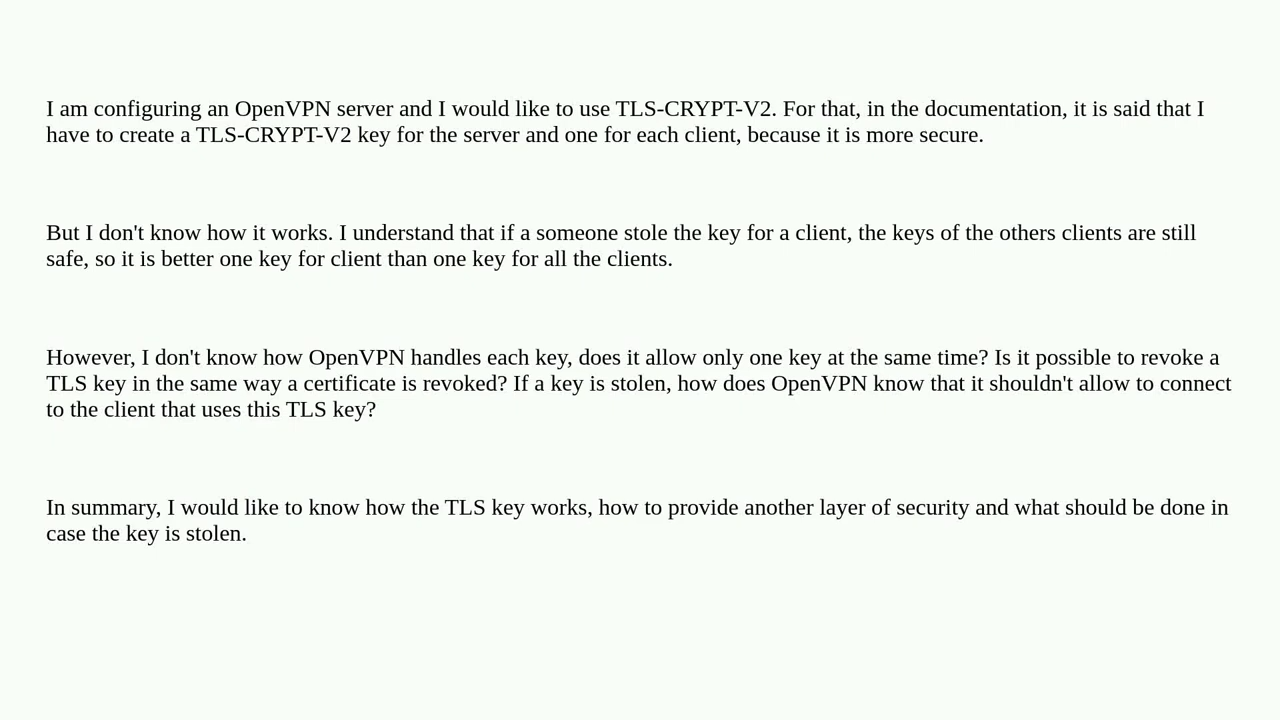 I am configuring an OpenVPN server and I would like to use TLS-CRYPT-V2. For that, in the documentation, it is said that I
have to create a TLS-CRYPT-V2 key for the server and one for each client, because it is more secure.
But I don't know how it works. I understand that if a someone stole the key for a client, the keys of the others clients are still
safe, so it is better one key for client than one key for all the clients.
However, I don't know how OpenVPN handles each key, does it allow only one key at the same time? Is it possible to revoke a
TLS key in the same way a certificate is revoked? If a key is stolen, how does OpenVPN know that it shouldn't allow to connect
to the client that uses this TLS key?
In summary, I would like to know how the TLS key works, how to provide another layer of security and what should be done in
case the key is stolen.